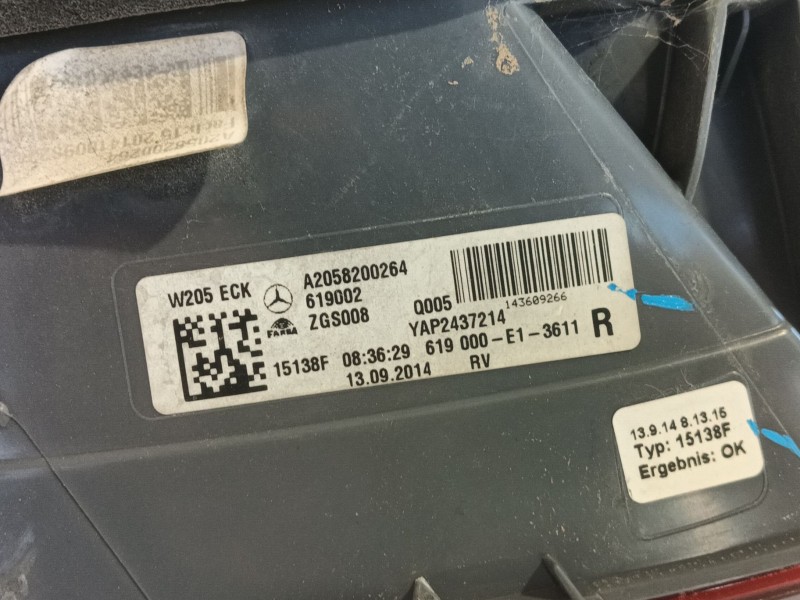 A2058200264
W205 ECK
A2058200264
619002
ZGS008
Q005
143609266
FARBA
YAP2437214
15138F 08:36:29 619 000-E1-3611 R
13.09.2014 RV
13.9.14 8.13.15
Typ: 15138F
Ergebnis: OK